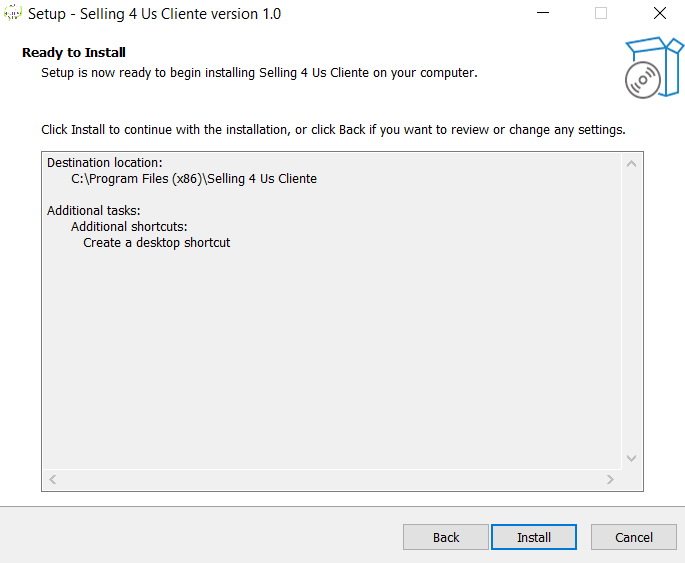 Setup - Selling 4 Us Cliente version 1.0
Ready to Install
Setup is now ready to begin installing Selling 4 Us Cliente on your computer.
Click Install to continue with the installation, or click Back if you want to review or change any settings.
Destination location:
C:\Program Files (x86)\Selling 4 Us Cliente
Additional tasks:
Additional shortcuts:
Create a desktop shortcut
Back
Install
Cancel